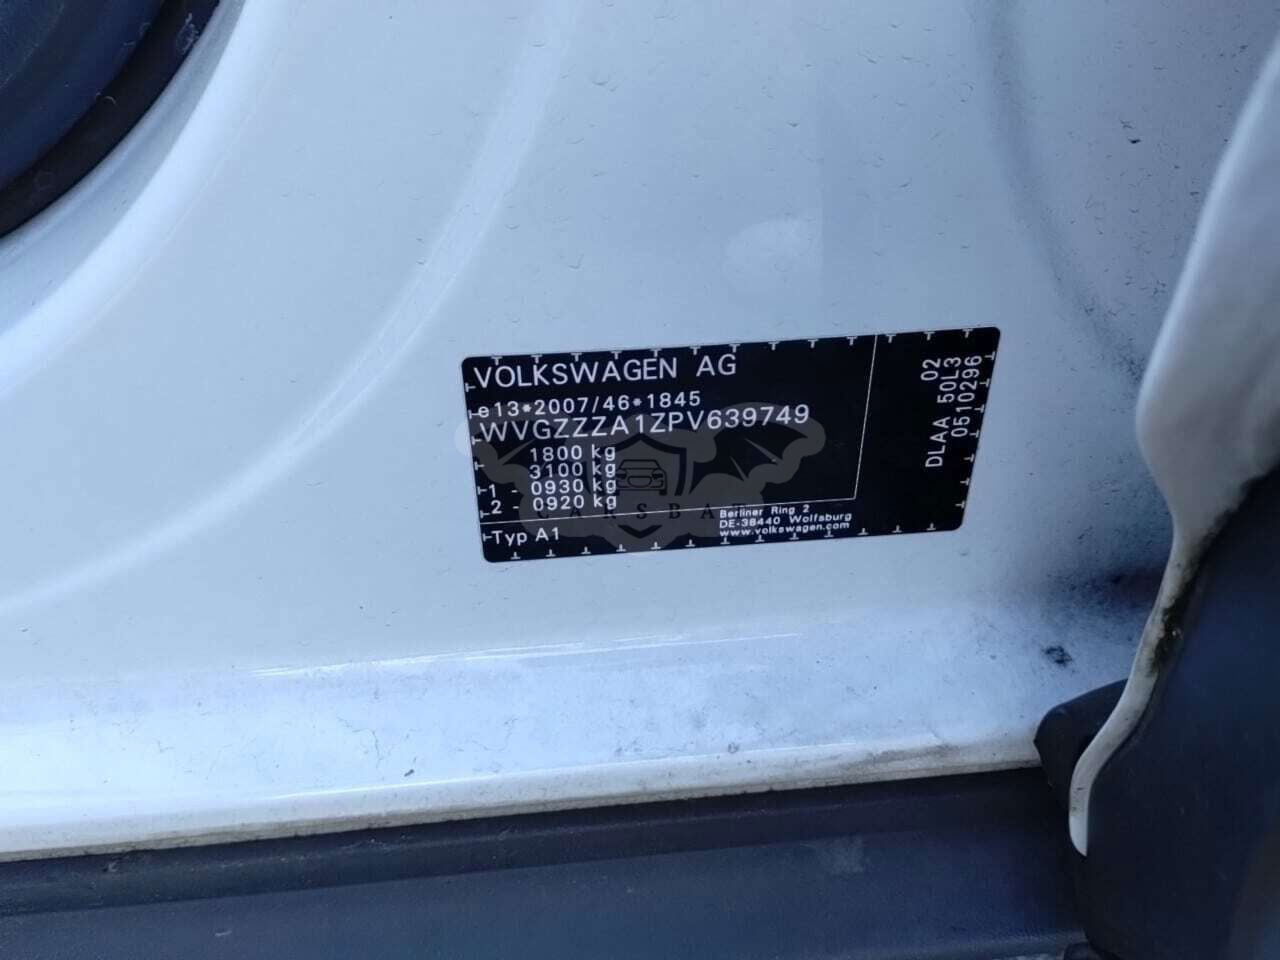 VOLKSWAGEN AG
e13*2007/46*1845
WVGZZZA1ZPV639749
1800 kg
3100 kg
1 - 0930 kg
2 - 0920 kg
Typ A1
Berliner Ring 2
DE-38440 Wolfsburg
www.volkswagen.com
DLAA 02
50L3
0510296
CARSBAT